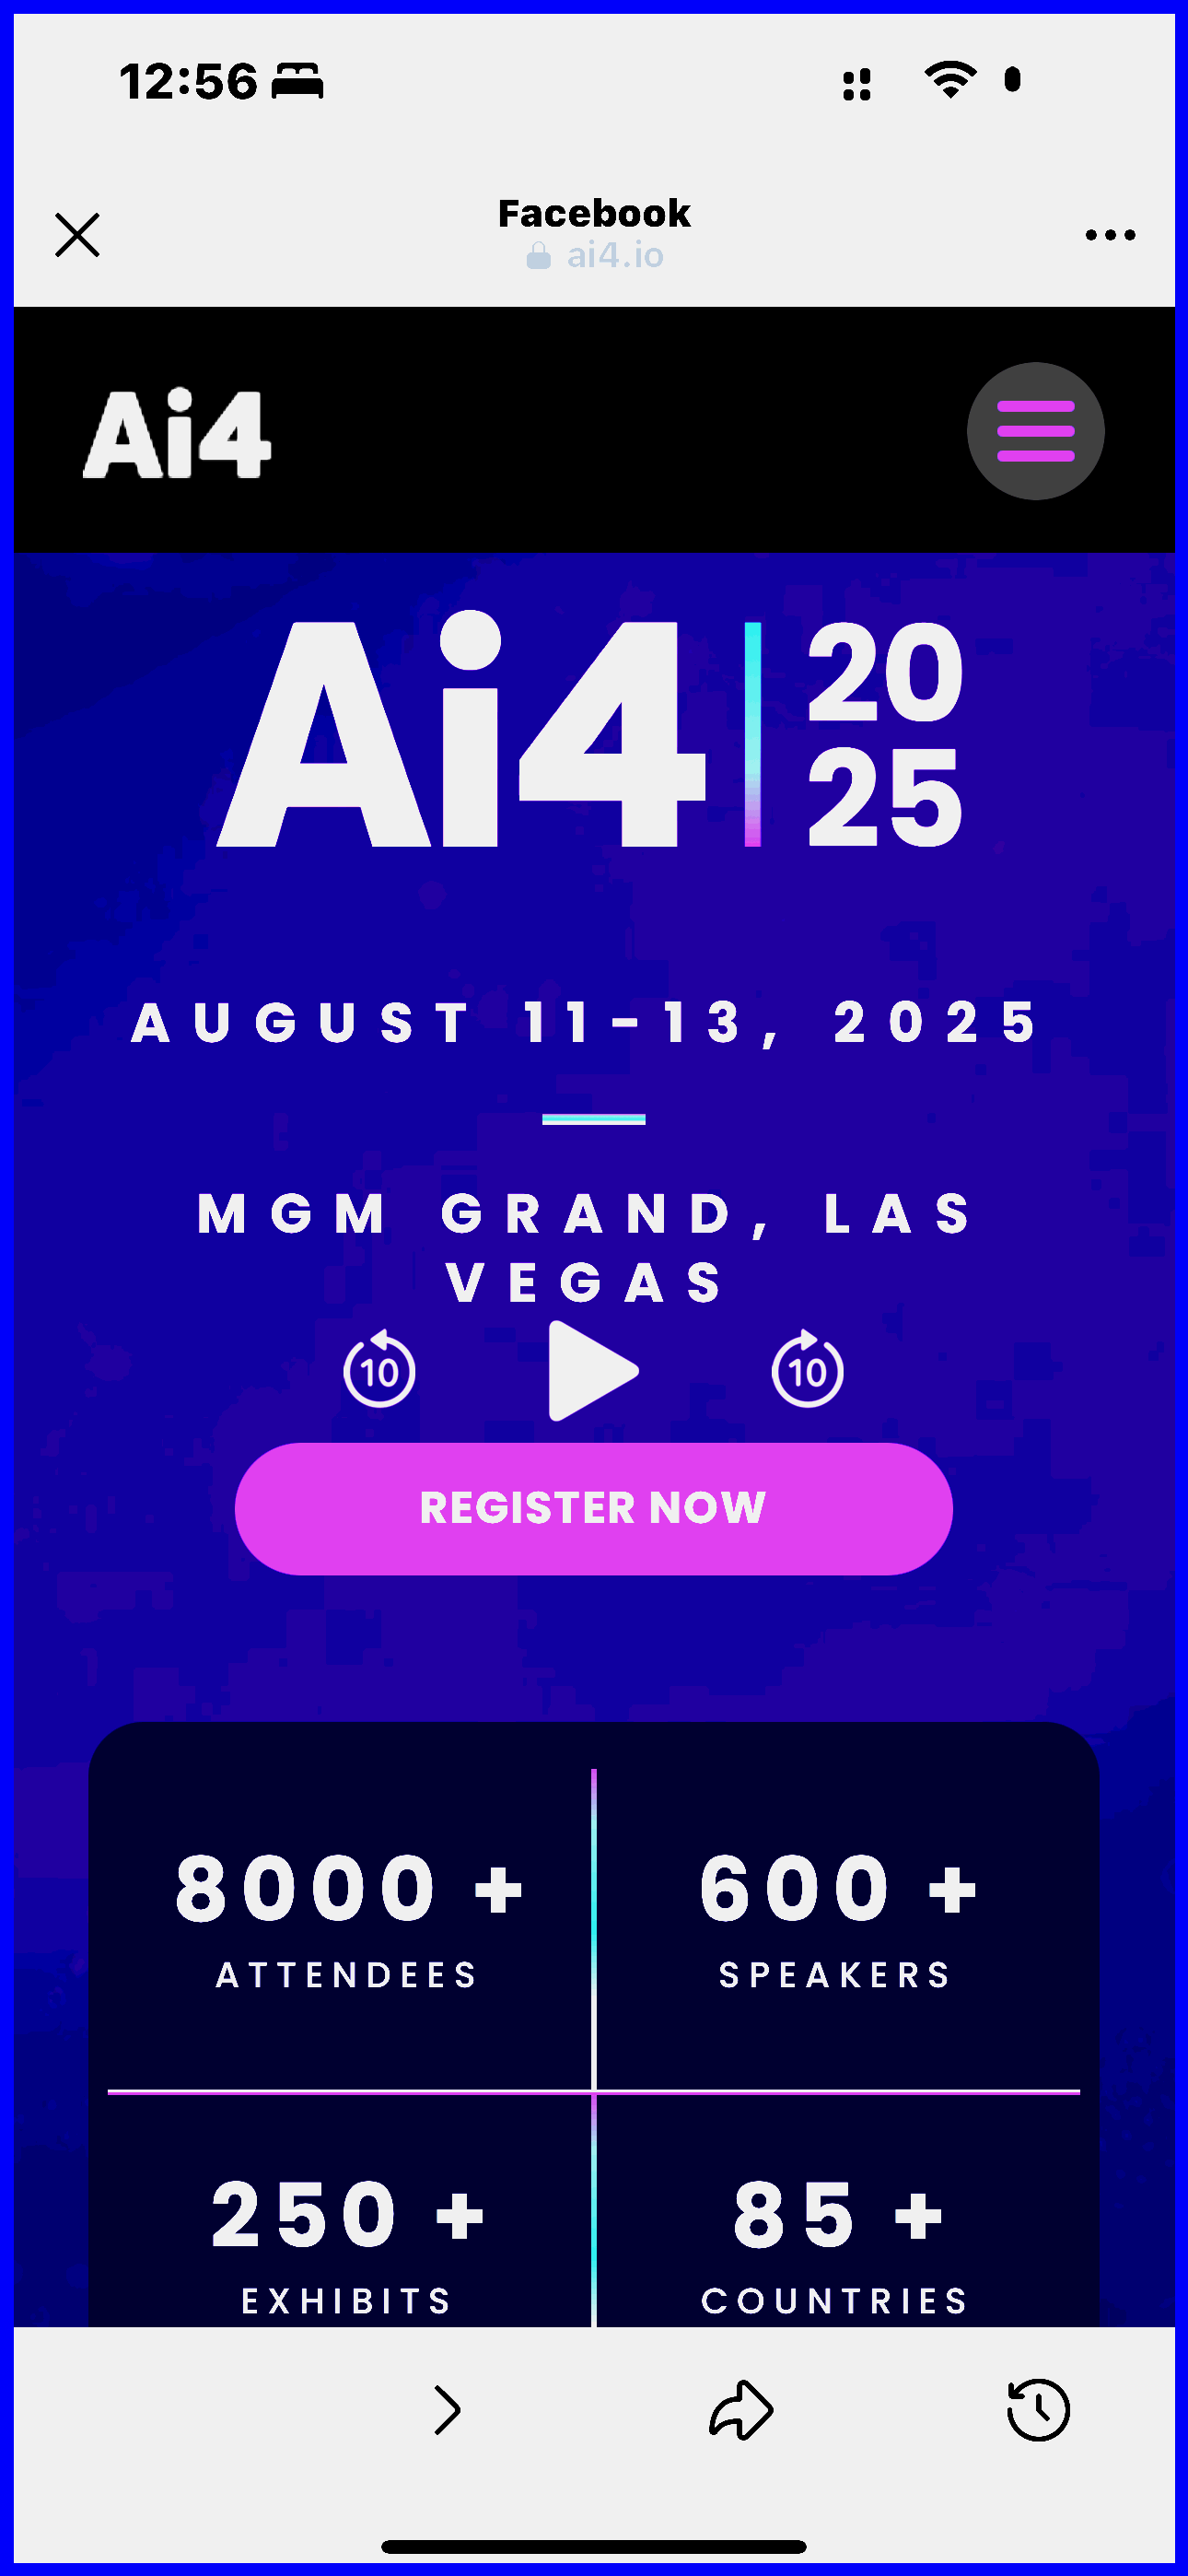 12:56
Facebook
ai4.io
Ai4
Ai4 20
25
AUGUST 11-13, 2025
MGM GRAND, LAS
VEGAS
10 10
REGISTER NOW
8000 + 600 +
ATTENDEES SPEAKERS
250 + 85 +
EXHIBITS COUNTRIES